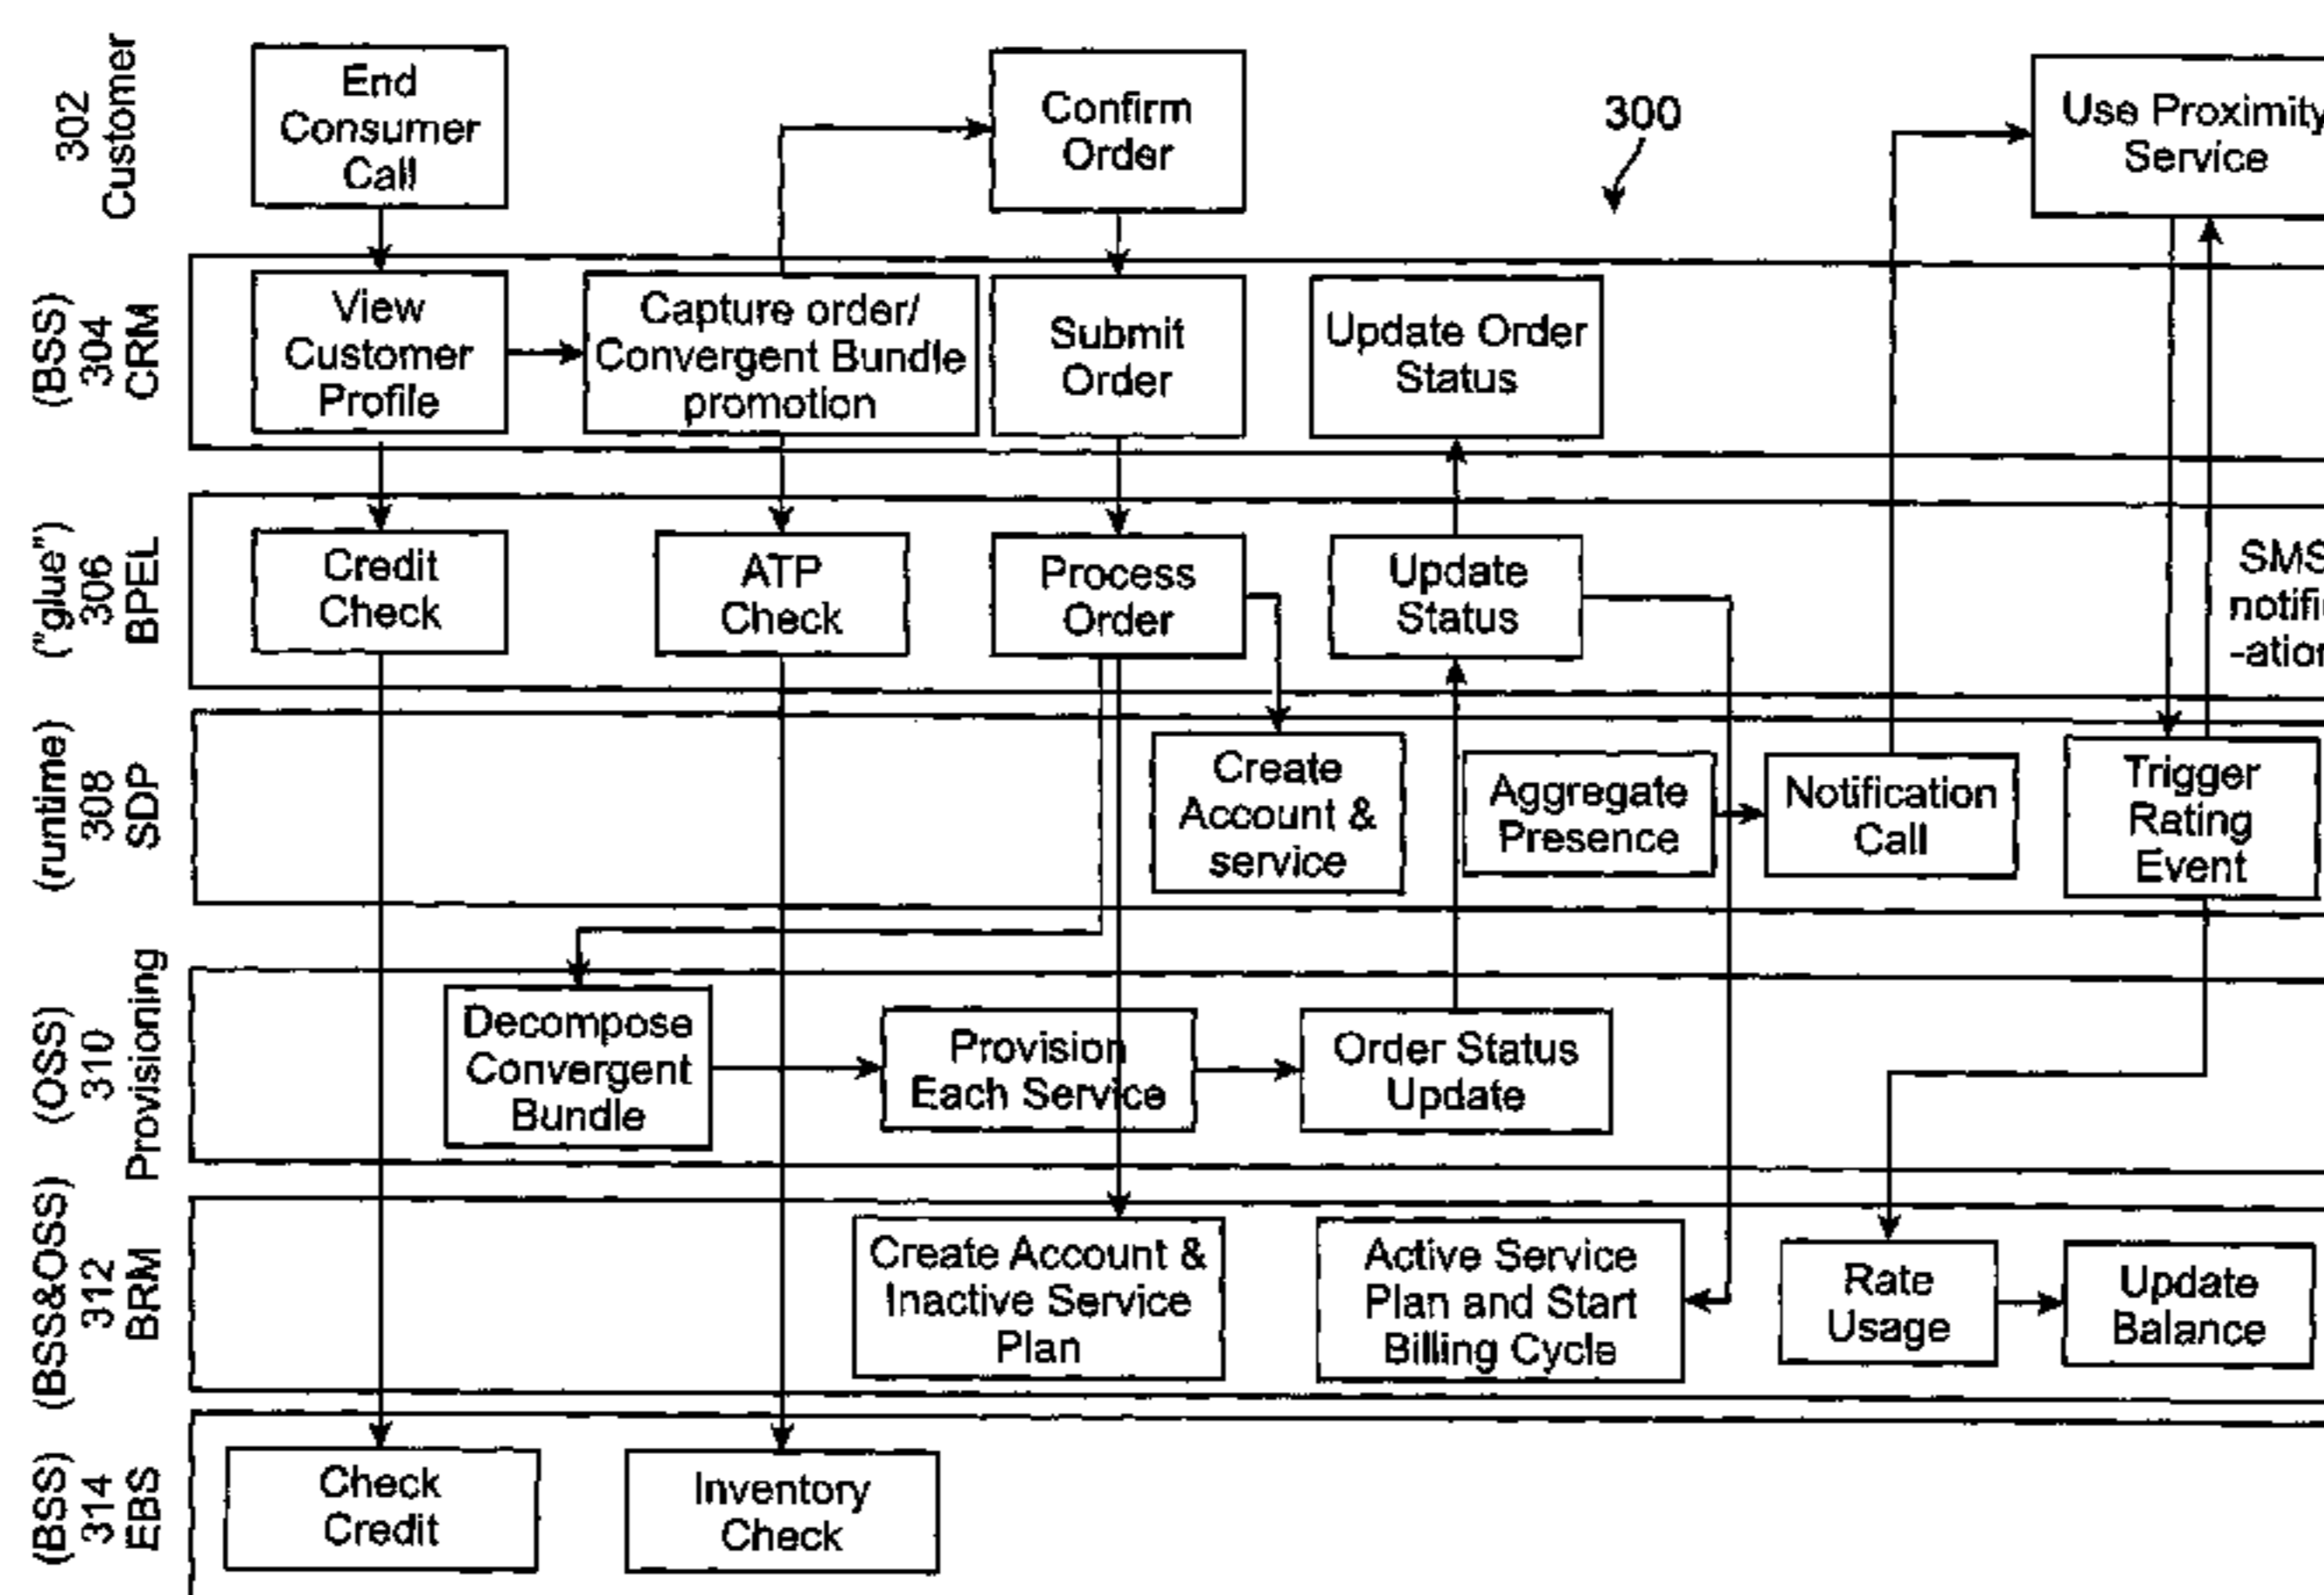 302
Customer
End
Consumer
Call
Confirm
Order
300
Use Proximity
Service
(BSS)
304
CRM
View
Customer
Profile
Capture order/
Convergent Bundle
promotion
Submit
Order
Update Order
Status
("glue")
306
BPEL
Credit
Check
ATP
Check
Process
Order
Update
Status
SMS
notifi
-ation
(runtime)
308
SDP
Create
Account &
service
Aggregate
Presence
Notification
Call
Trigger
Rating
Event
(OSS)
310
Provisioning
Decompose
Convergent
Bundle
Provision
Each Service
Order Status
Update
(BSS&OSS)
312
BRM
Create Account &
Inactive Service
Plan
Active Service
Plan and Start
Billing Cycle
Rate
Usage
Update
Balance
(BSS)
314
EBS
Check
Credit
Inventory
Check